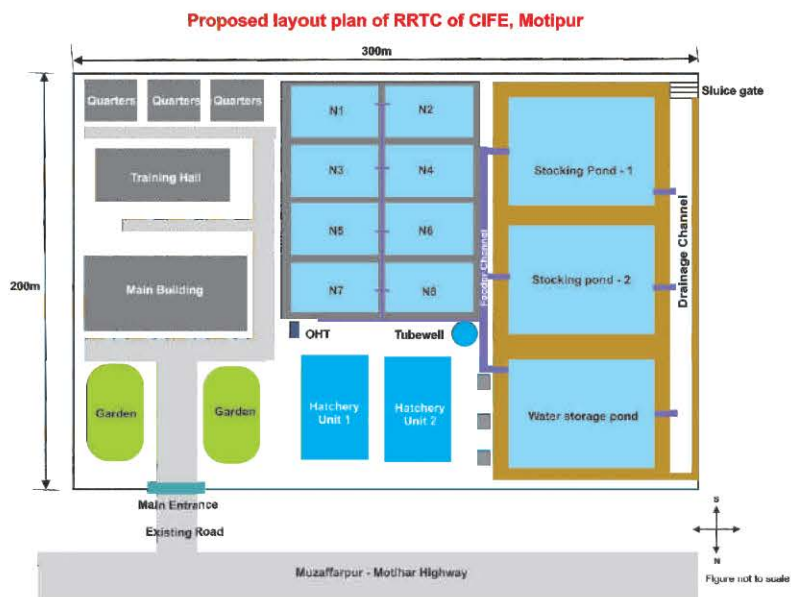 Proposed layout plan of RRTC of CIFE, Motipur
300m
200m
Quarters
Quarters
Quarters
Training Hall
Main Building
Garden
Garden
N1
N2
N3
N4
N5
N6
N7
N8
OHT
Tubewell
Hatchery
Unit 1
Hatchery
Unit 2
Feeder Channel
Stocking Pond - 1
Stocking pond - 2
Water storage pond
Sluice gate
Drainage Channel
Main Entrance
Existing Road
Muzaffarpur - Motihar Highway
S
N
Figure not to scale